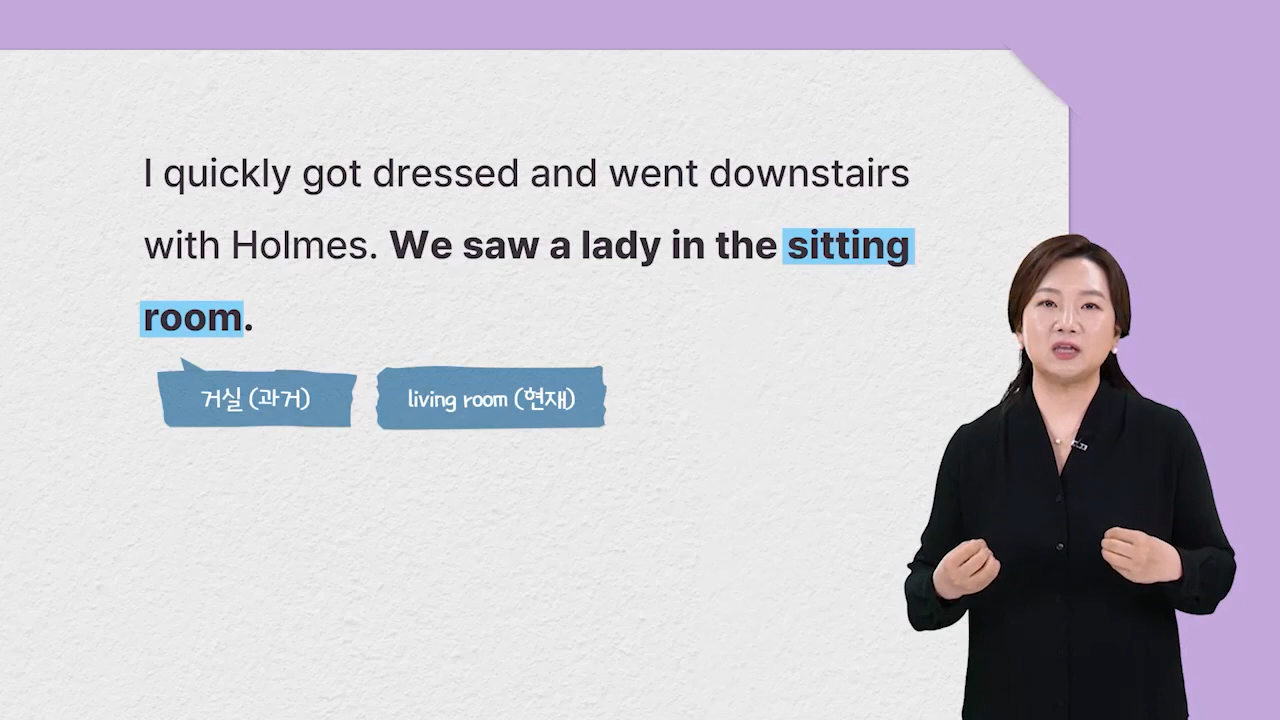 I quickly got dressed and went downstairs
with Holmes. We saw a lady in the sitting
room.
거실 (과거)
living room (현재)